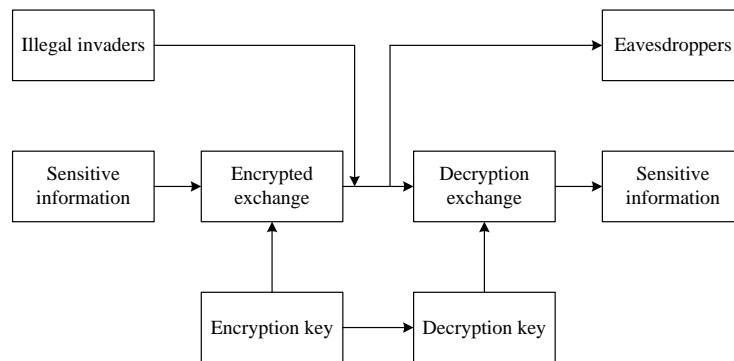 Illegal invaders
Eavesdroppers
Sensitive
information
Encrypted
exchange
Decryption
exchange
Sensitive
information
Encryption key
Decryption key